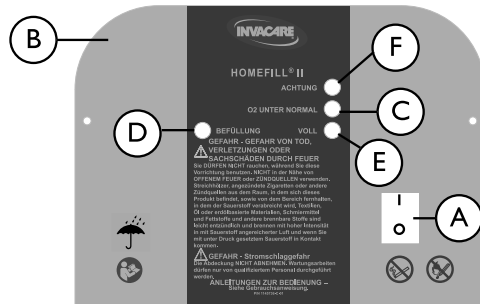 B
INVACARE
F
HOMEFILL® II
ACHTUNG
O2 UNTER NORMAL
C
D
BEFÜLLUNG
VOLL
E
GEFAHR - GEFAHR VON TOD,
VERLETZUNGEN ODER
SACHSCHÄDEN DURCH FEUER
Sie DÜRFEN NICHT rauchen, während Sie diese
Vorrichtung benutzen. NICHT in der Nähe von
OFFENEM FEUER oder ZÜNDQUELLEN verwenden.
Streichhölzer, angezündete Zigaretten oder andere
Zündquellen aus dem Raum, in dem sich dieses
Produkt befindet, sowie von dem Bereich fernhalten,
in dem der Sauerstoff verabreicht wird. Textilien,
Öl oder erdölbasierte Materialien, Schmiermittel
und Fettstoffe und andere brennbare Stoffe sind
leicht entzündlich und brennen mit hoher Intensität
in mit Sauerstoff angereicherter Luft und wenn Sie
mit unter Druck gesetztem Sauerstoff in Kontakt
kommen.
A
I
O
GEFAHR - Stromschlaggefahr
Die Abdeckung NICHT ABNEHMEN. Wartungsarbeiten
dürfen nur von qualifiziertem Personal durchgeführt
werden.
ANLEITUNGEN ZUR BEDIENUNG –
Siehe Gebrauchsanweisung.